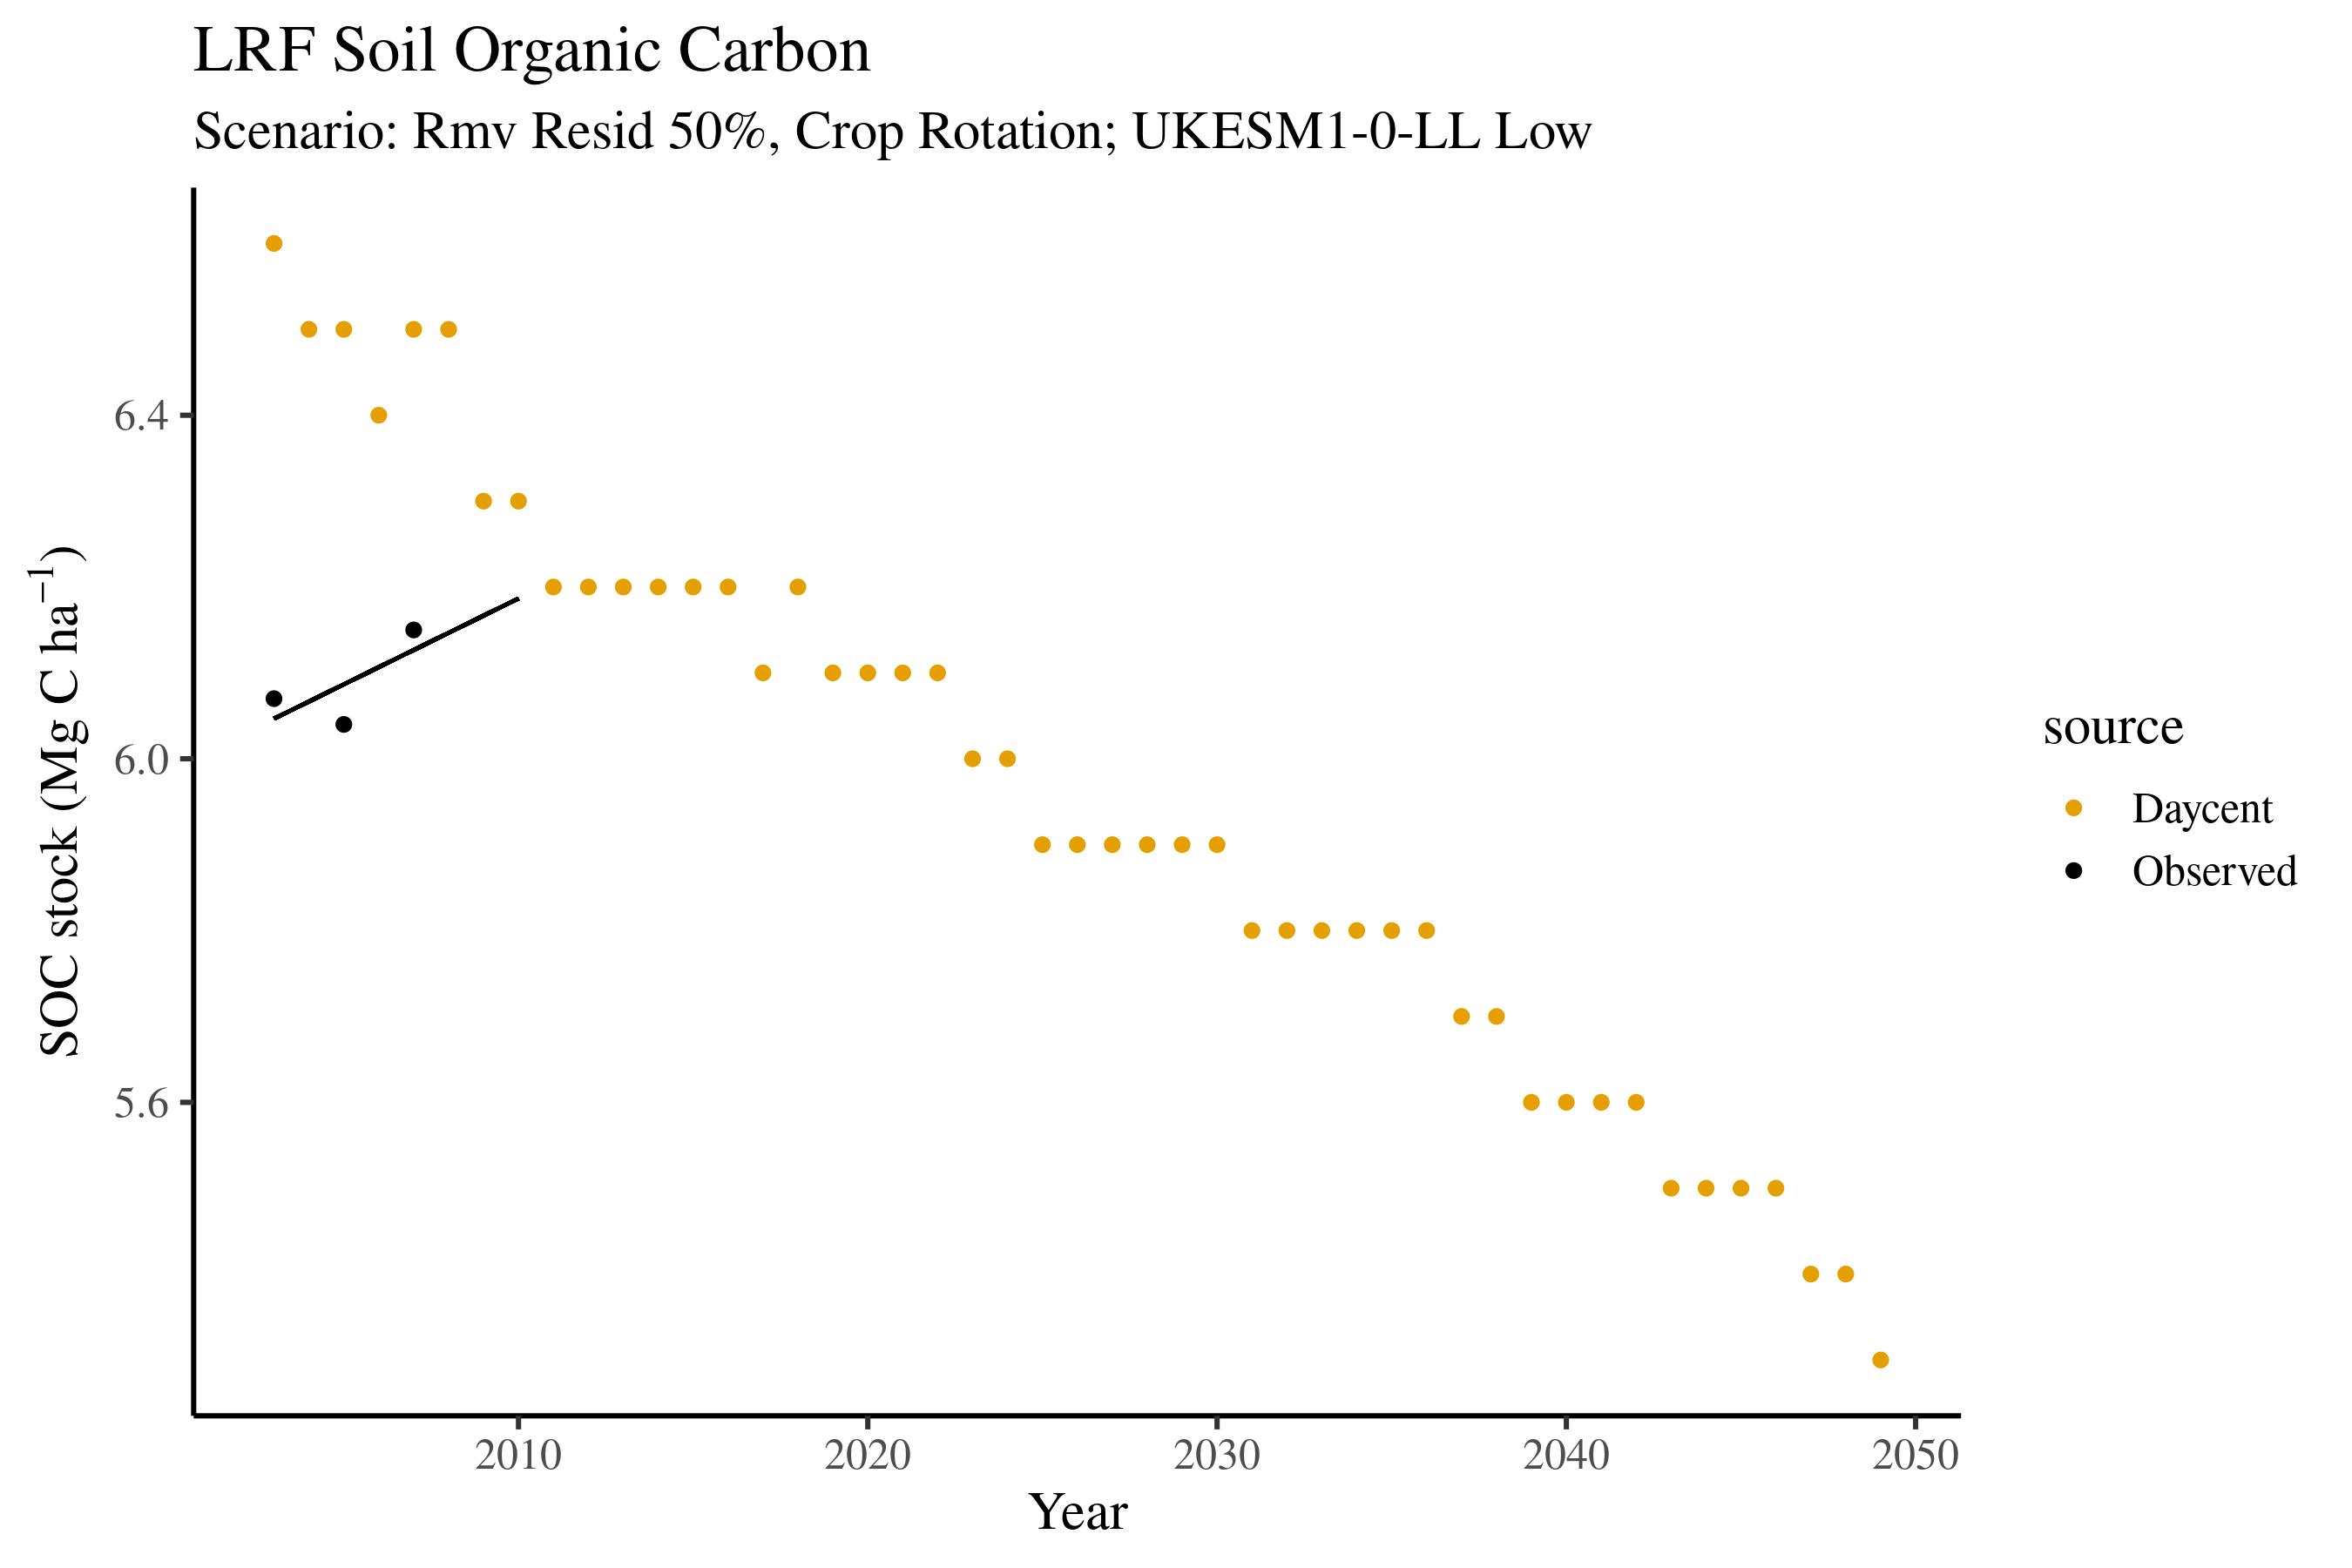 LRF Soil Organic Carbon
Scenario: Rmv Resid 50%, Crop Rotation; UKESM1-0-LL Low
SOC stock (Mg C ha⁻¹)
6.4
6.0
5.6
2010
2020
2030
2040
2050
Year
source
Daycent
Observed